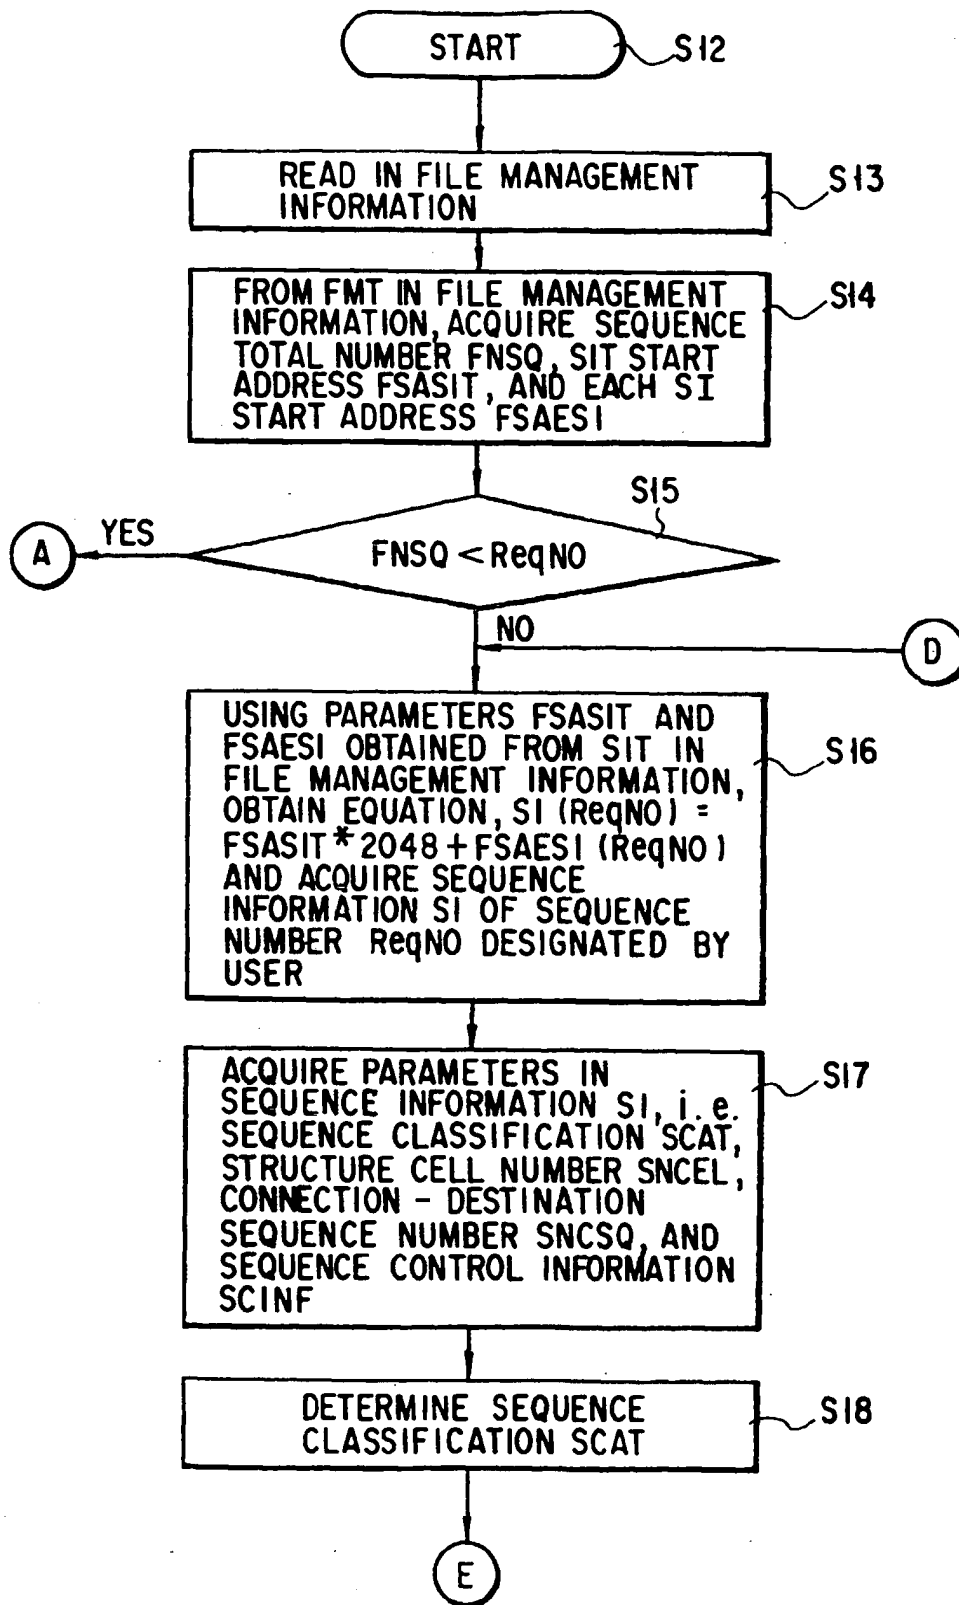 START
S12
READ IN FILE MANAGEMENT
INFORMATION
S13
FROM FMT IN FILE MANAGEMENT
INFORMATION, ACQUIRE SEQUENCE
TOTAL NUMBER FNSQ, SIT START
ADDRESS FSASIT, AND EACH SI
START ADDRESS FSAESI
S14
S15
FNSQ < ReqNO
YES
A
NO
D
USING PARAMETERS FSASIT AND
FSAESI OBTAINED FROM SIT IN
FILE MANAGEMENT INFORMATION,
OBTAIN EQUATION, SI (ReqNO) =
FSASIT * 2048 + FSAESI (ReqNO)
AND ACQUIRE SEQUENCE
INFORMATION SI OF SEQUENCE
NUMBER ReqNO DESIGNATED BY
USER
S16
ACQUIRE PARAMETERS IN
SEQUENCE INFORMATION SI, i.e.
SEQUENCE CLASSIFICATION SCAT,
STRUCTURE CELL NUMBER SNCEL,
CONNECTION - DESTINATION
SEQUENCE NUMBER SNCSQ, AND
SEQUENCE CONTROL INFORMATION
SCINF
S17
DETERMINE SEQUENCE
CLASSIFICATION SCAT
S18
E